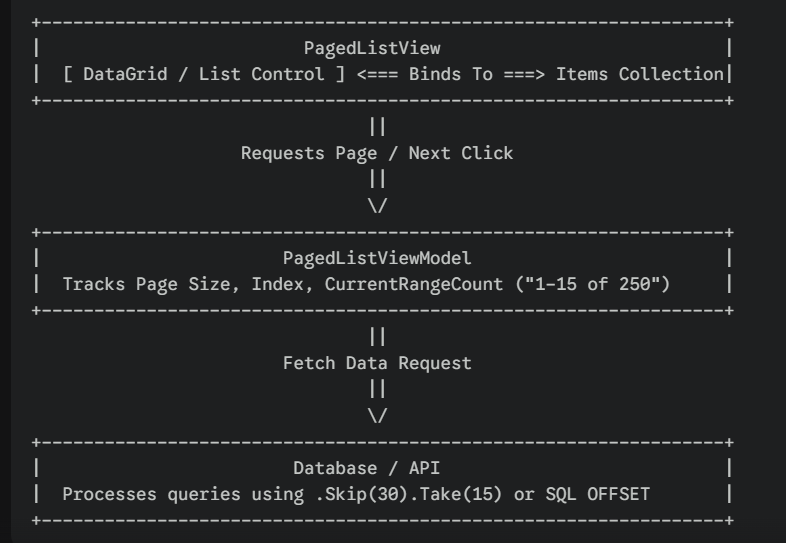 +-----------------------------------------------------------------+
|                         PagedListView                           |
|  [ DataGrid / List Control ] <=== Binds To ===> Items Collection|
+-----------------------------------------------------------------+
                                ||
                    Requests Page / Next Click
                                ||
                                \/
+-----------------------------------------------------------------+
|                       PagedListViewModel                        |
|  Tracks Page Size, Index, CurrentRangeCount ("1-15 of 250")     |
+-----------------------------------------------------------------+
                                ||
                        Fetch Data Request
                                ||
                                \/
+-----------------------------------------------------------------+
|                        Database / API                           |
|  Processes queries using .Skip(30).Take(15) or SQL OFFSET       |
+-----------------------------------------------------------------+